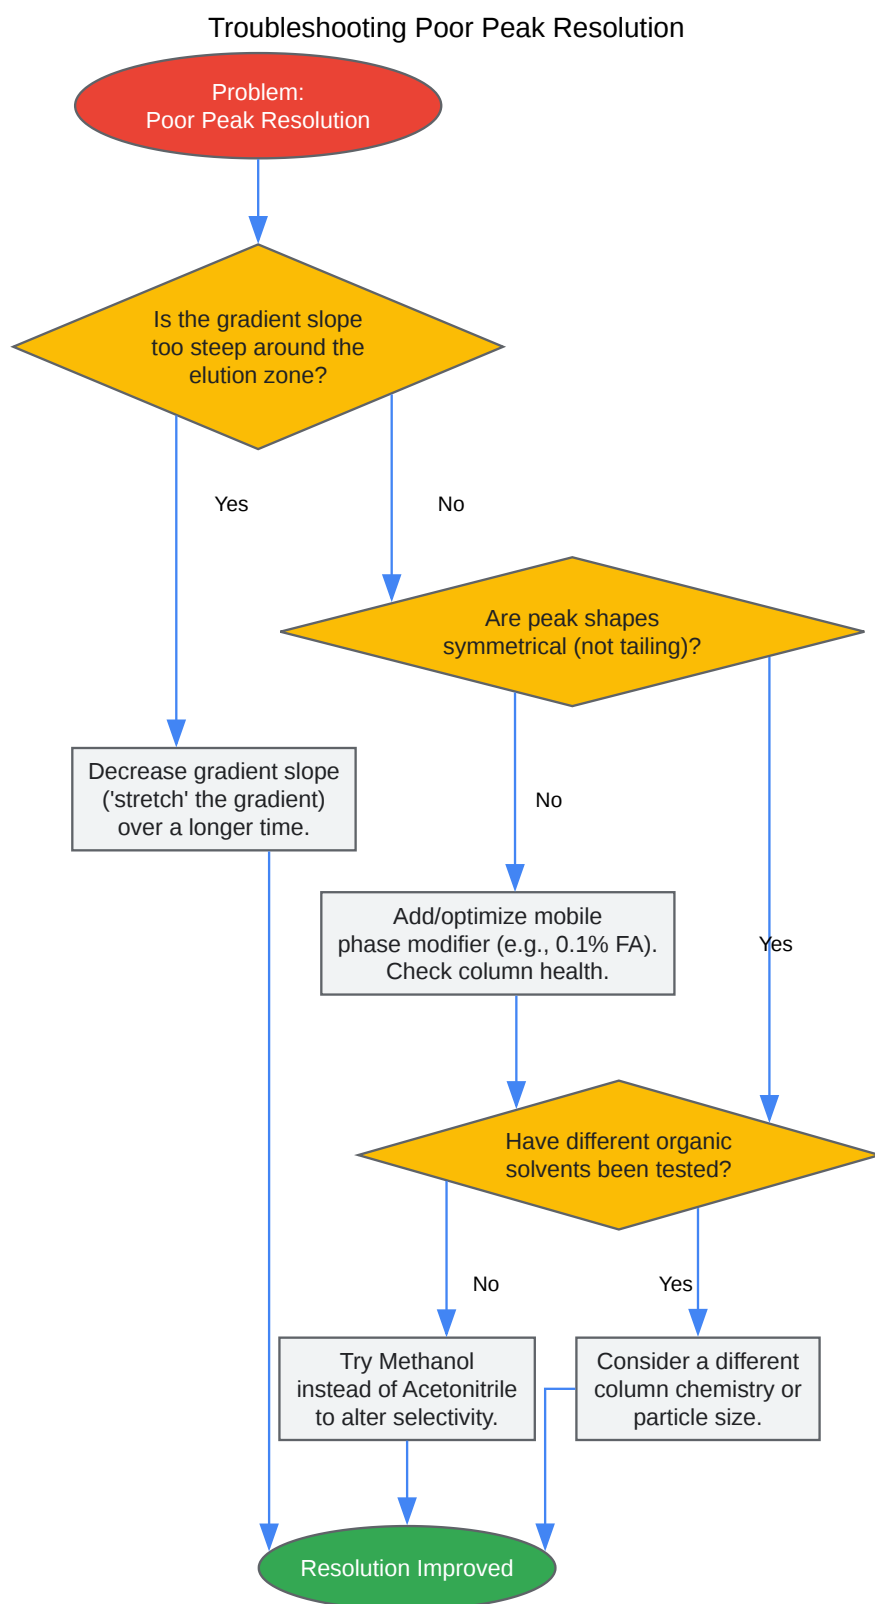 Troubleshooting Poor Peak Resolution
Problem:
Poor Peak Resolution
Is the gradient slope
too steep around the
elution zone?
Yes
No
Are peak shapes
symmetrical (not tailing)?
Decrease gradient slope
('stretch' the gradient)
over a longer time.
No
Add/optimize mobile
phase modifier (e.g., 0.1% FA).
Check column health.
Yes
Have different organic
solvents been tested?
No
Yes
Try Methanol
instead of Acetonitrile
to alter selectivity.
Consider a different
column chemistry or
particle size.
Resolution Improved